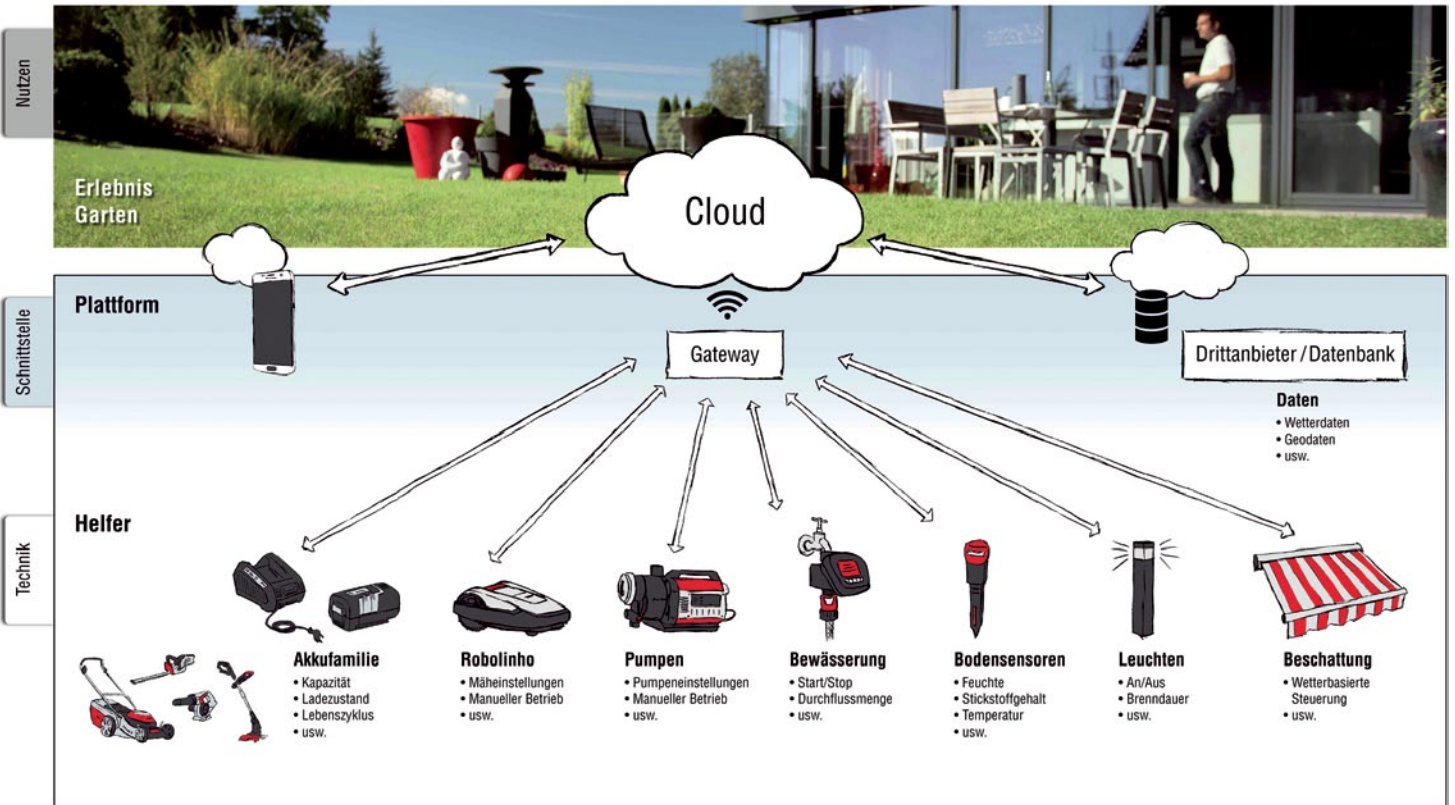 Nutzen
Erlebnis
Garten
Cloud
Schnittstelle
Plattform
Gateway
Drittanbieter / Datenbank
Daten
• Wetterdaten
• Geodaten
• usw.
Technik
Helfer
Akkufamilie
• Kapazität
• Ladezustand
• Lebenszyklus
• usw.
Robolinho
• Mäheinstellungen
• Manueller Betrieb
• usw.
Pumpen
• Pumpeneinstellungen
• Manueller Betrieb
• usw.
Bewässerung
• Start/Stop
• Durchflussmenge
• usw.
Bodensensoren
• Feuchte
• Stickstoffgehalt
• Temperatur
• usw.
Leuchten
• An/Aus
• Brenndauer
• usw.
Beschattung
• Wetterbasierte
Steuerung
• usw.